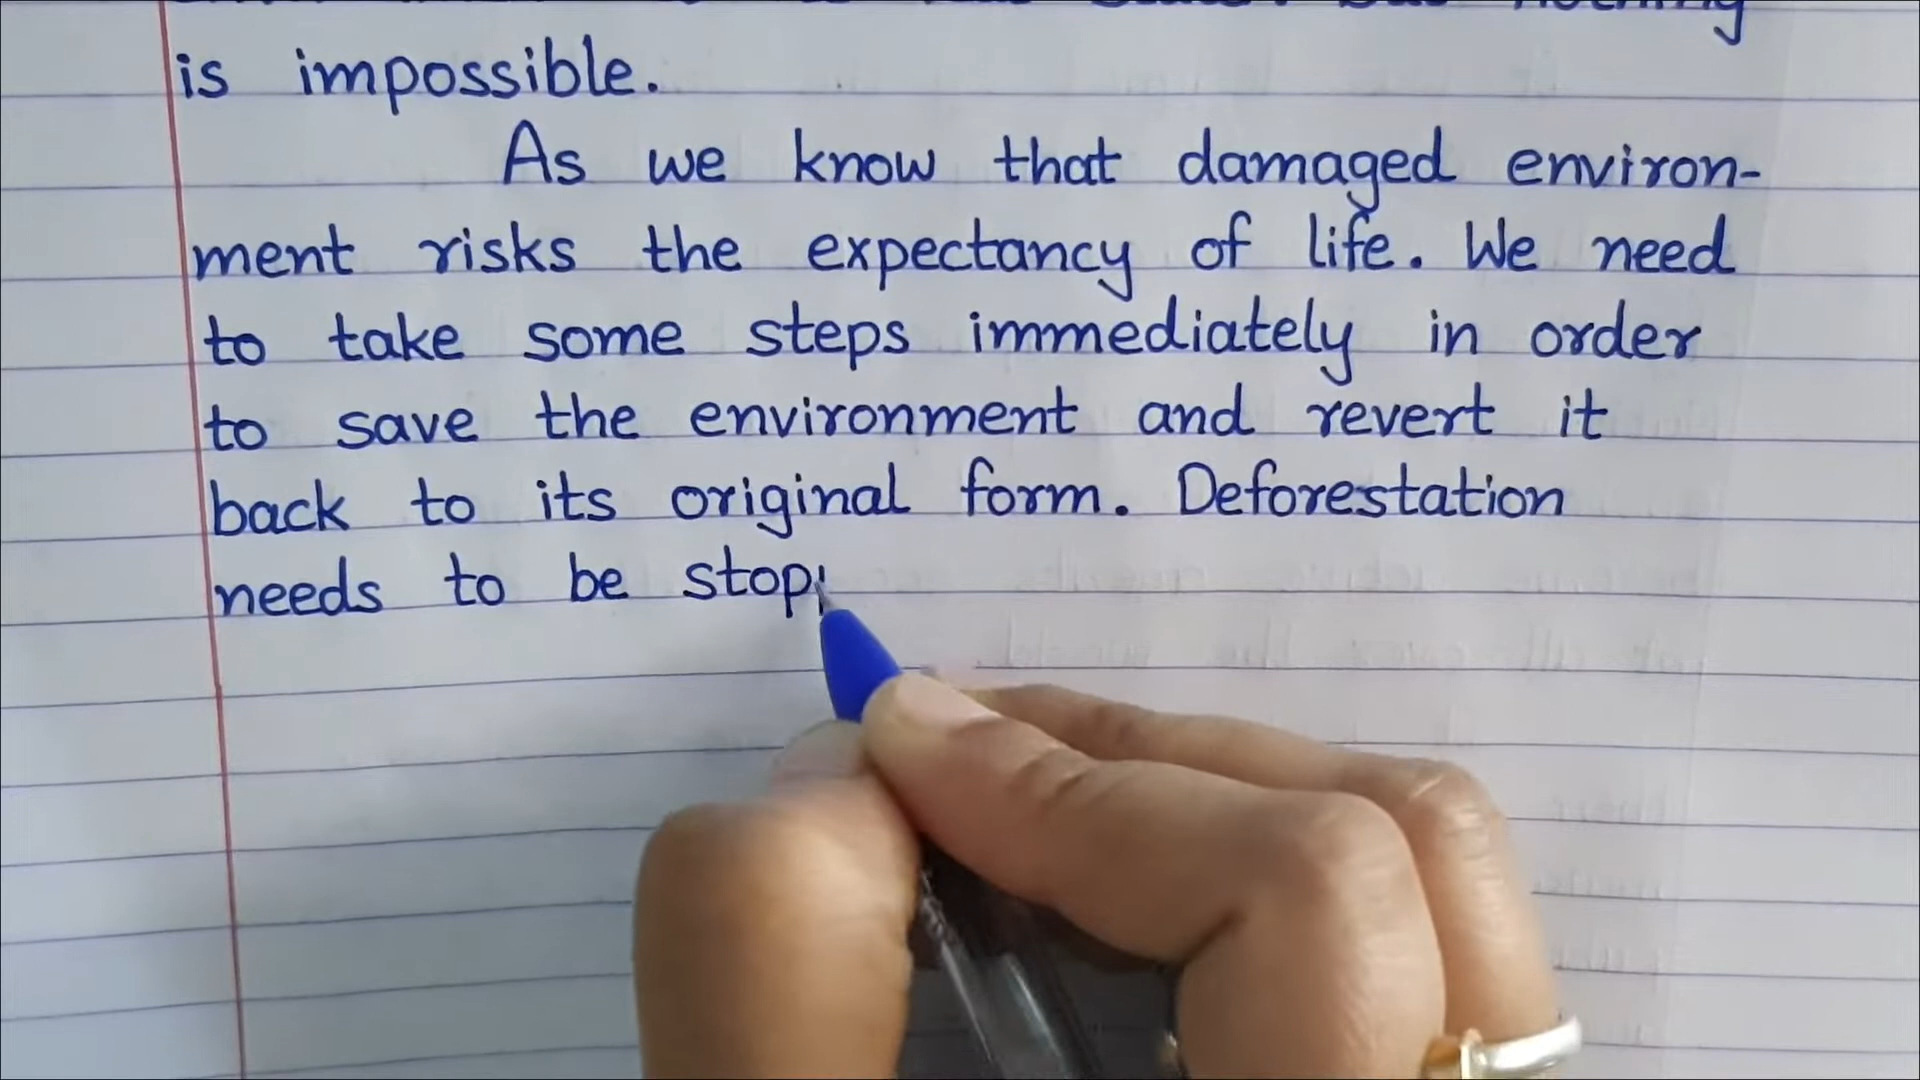 but nothing
is impossible.
As we know that damaged environ-
ment risks the expectancy of life. We need
to take some steps immediately in order
to save the environment and revert it
back to its original form. Deforestation
needs to be stop